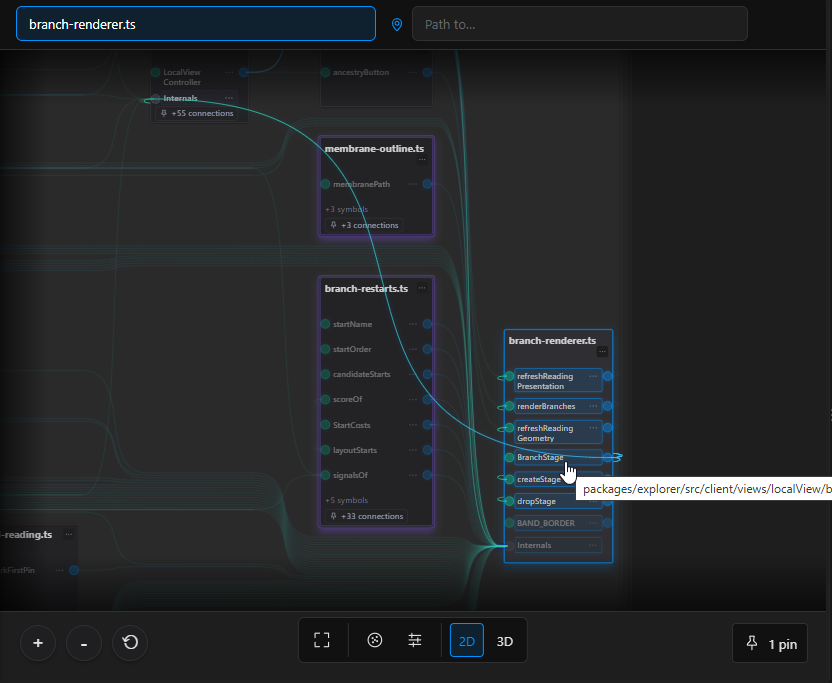 branch-renderer.ts
Path to...
LocalView
Controller
Internals
+55 connections
ancestryButton
membrane-outline.ts
membranePath
+3 symbols
+3 connections
branch-restarts.ts
startName
startOrder
candidateStarts
scoreOf
StartCosts
layoutStarts
signalsOf
+5 symbols
+33 connections
branch-renderer.ts
refreshReading
Presentation
renderBranches
refreshReading
Geometry
BranchStage
createStage
packages/explorer/src/client/views/localView/b
dropStage
BAND_BORDER
Internals
-reading.ts
FirstPin
+
-
2D
3D
1 pin